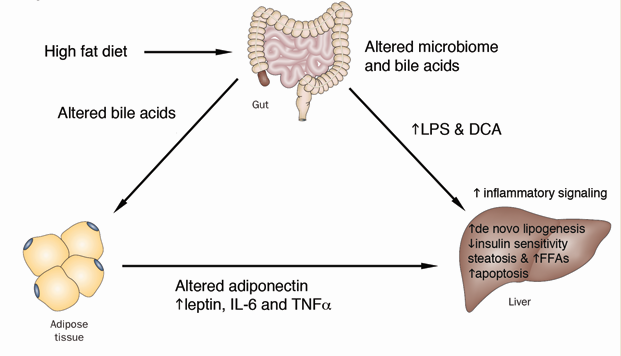 High fat diet
Altered microbiome
and bile acids
Gut
Altered bile acids
↑LPS & DCA
↑ inflammatory signaling
↑de novo lipogenesis
↓insulin sensitivity
steatosis & ↑FFAs
↑apoptosis
Altered adiponectin
↑leptin, IL-6 and TNFα
Liver
Adipose
tissue